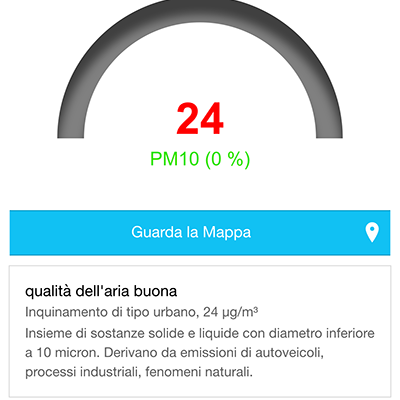 24
PM10 (0 %)
Guarda la Mappa
qualità dell'aria buona
Inquinamento di tipo urbano, 24 µg/m³
Insieme di sostanze solide e liquide con diametro inferiore
a 10 micron. Derivano da emissioni di autoveicoli,
processi industriali, fenomeni naturali.